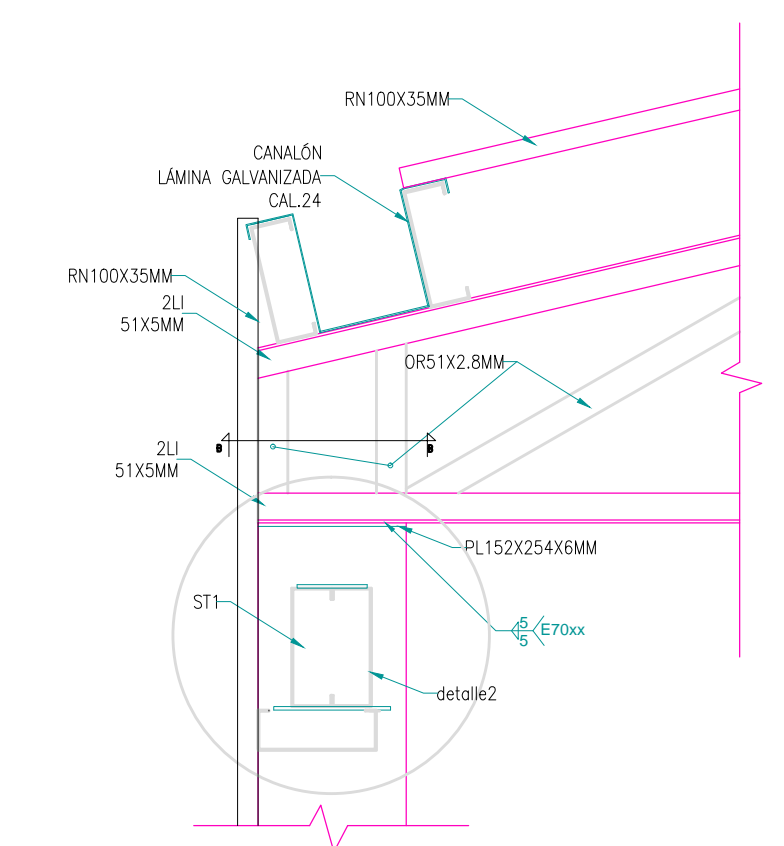 RN100X35MM
CANALÓN
LÁMINA GALVANIZADA
CAL.24
RN100X35MM
2LI
51X5MM
OR51X2.8MM
2LI
51X5MM
PL152X254X6MM
ST1
5
5
E70xx
detalle2